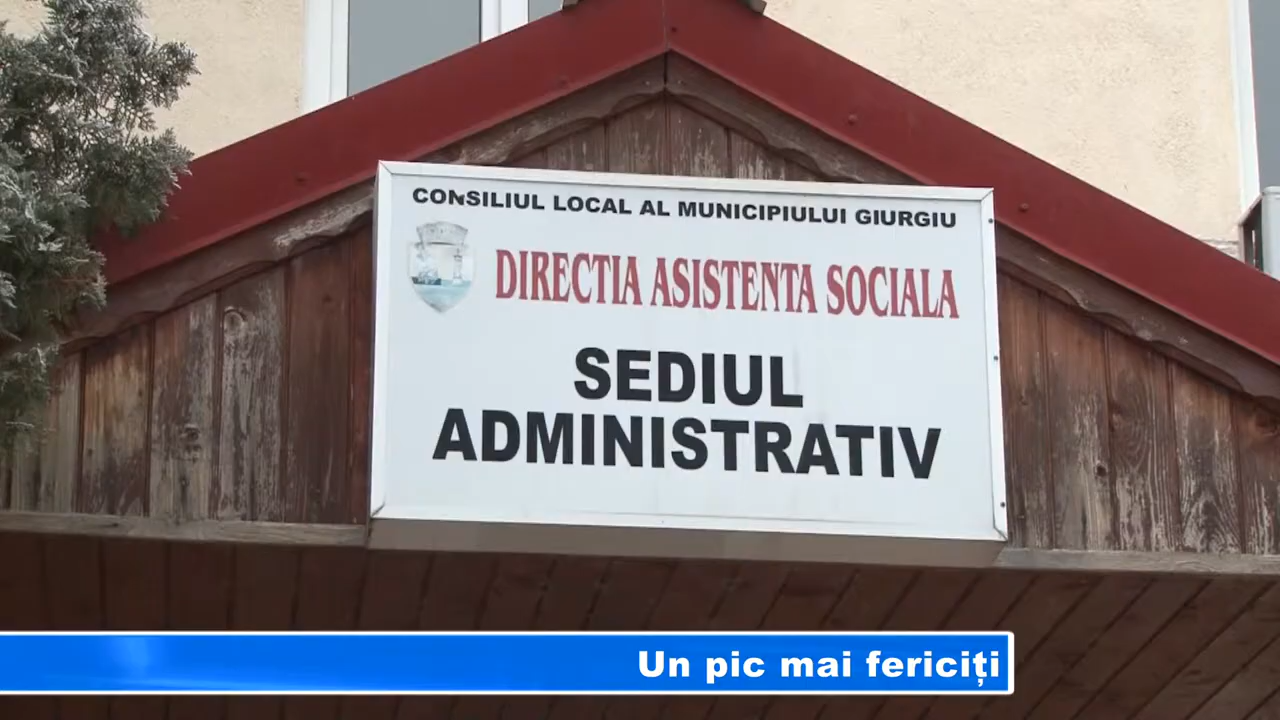 CONSILIUL LOCAL AL MUNICIPIULUI GIURGIU
DIRECTIA ASISTENTA SOCIALA
SEDIUL
ADMINISTRATIV
Un pic mai fericiți